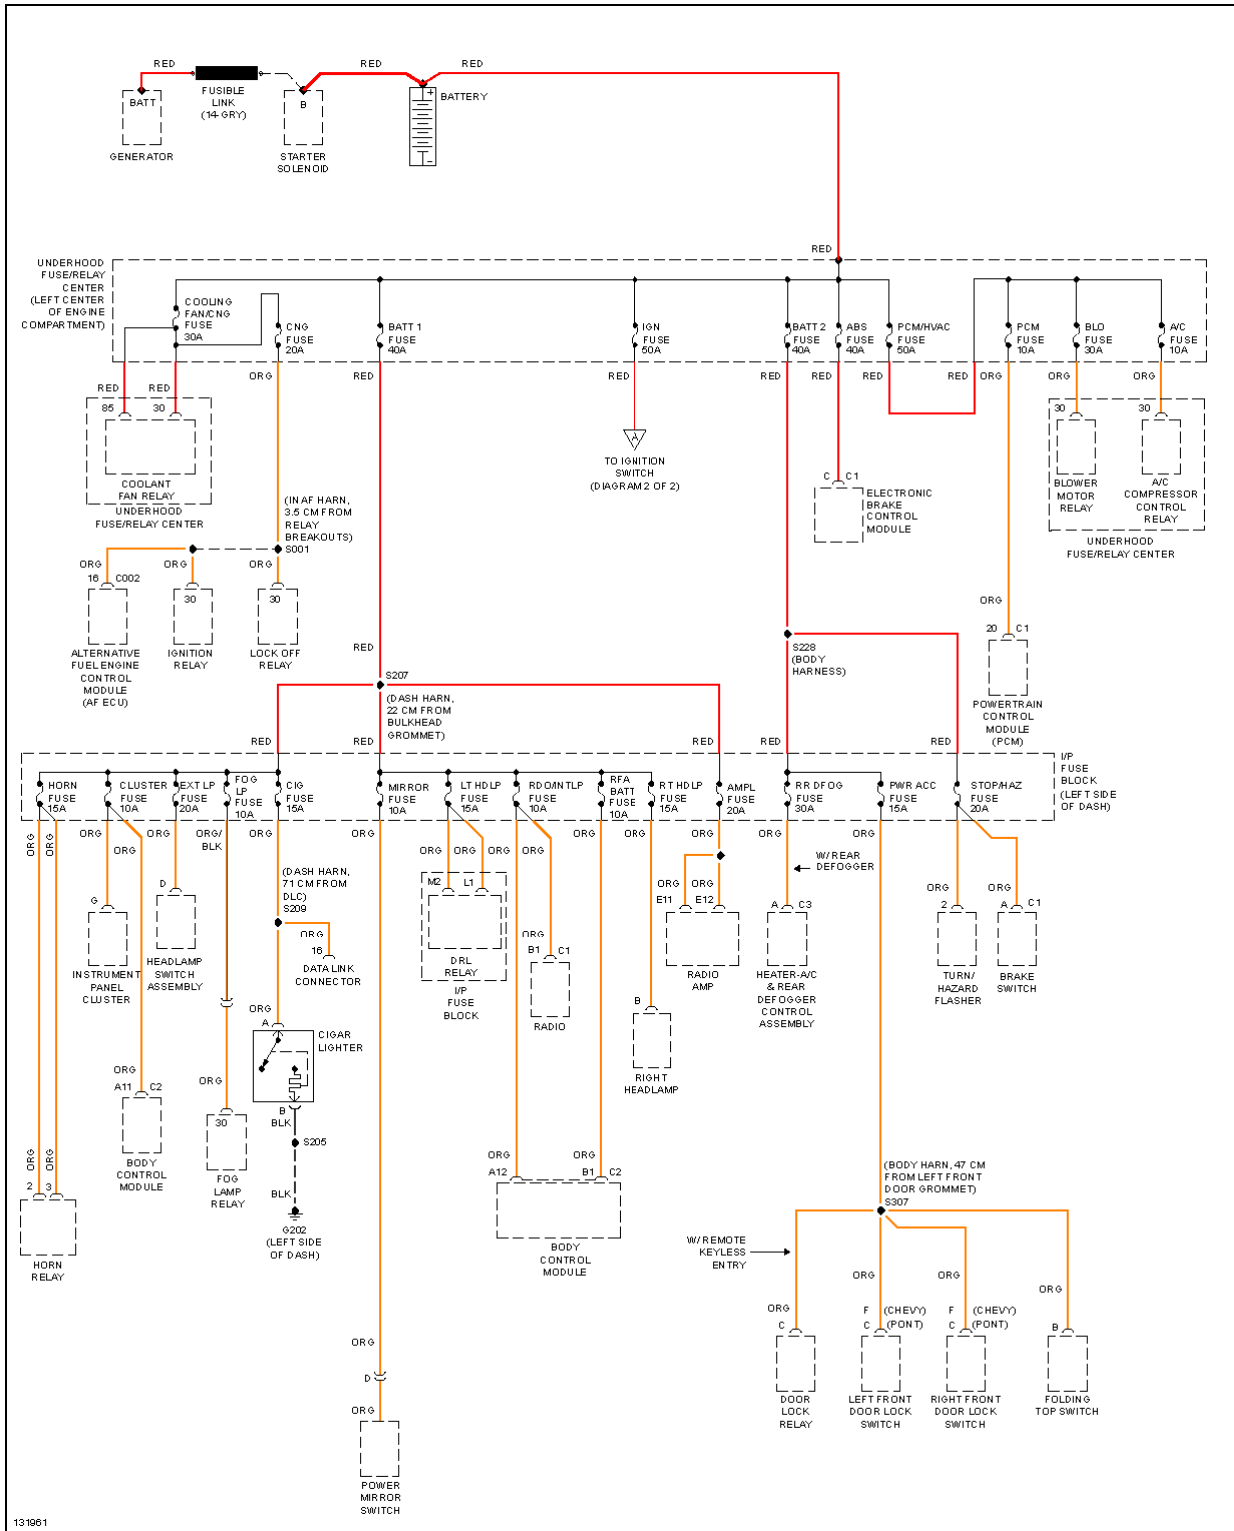 RED
RED
RED
BATT
FUSIBLE
LINK
(14-GRY)
B
+
-
BATTERY
GENERATOR
STARTER
SOLENOID
RED
UNDERHOOD
FUSE/RELAY
CENTER
(LEFT CENTER
OF ENGINE
COMPARTMENT)
COOLING
FAN/CNG
FUSE
30A
CNG
FUSE
20A
BATT 1
FUSE
40A
IGN
FUSE
50A
BATT 2
FUSE
40A
ABS
FUSE
40A
PCM/HVAC
FUSE
50A
PCM
FUSE
10A
BLO
FUSE
30A
A/C
FUSE
10A
RED
RED
ORG
RED
RED
RED
RED
RED
RED
ORG
ORG
ORG
85
30
COOLANT
FAN RELAY
UNDERHOOD
FUSE/RELAY CENTER
A
TO IGNITION
SWITCH
(DIAGRAM 2 OF 2)
C
C1
ELECTRONIC
BRAKE
CONTROL
MODULE
30
30
BLOWER
MOTOR
RELAY
A/C
COMPRESSOR
CONTROL
RELAY
UNDERHOOD
FUSE/RELAY CENTER
(IN AF HARN,
3.5 CM FROM
RELAY
BREAKOUTS)
S001
ORG
ORG
ORG
16
C002
30
30
ALTERNATIVE
FUEL ENGINE
CONTROL
MODULE
(AF ECU)
IGNITION
RELAY
LOCK OFF
RELAY
ORG
20
C1
POWERTRAIN
CONTROL
MODULE
(PCM)
RED
S207
(DASH HARN,
22 CM FROM
BULKHEAD
GROMMET)
S228
(BODY
HARNESS)
RED
RED
RED
RED
RED
I/P
FUSE
BLOCK
(LEFT SIDE
OF DASH)
HORN
FUSE
15A
CLUSTER
FUSE
10A
EXT LP
FUSE
20A
FOG
LP
FUSE
10A
CIG
FUSE
15A
MIRROR
FUSE
10A
LT HDLP
FUSE
15A
RDO/INTLP
FUSE
10A
RFA
BATT
FUSE
10A
RT HDLP
FUSE
15A
AMPL
FUSE
20A
RR DFOG
FUSE
30A
PWR ACC
FUSE
15A
STOP/HAZ
FUSE
20A
ORG
ORG
ORG
ORG
ORG
ORG/
BLK
ORG
ORG
ORG
ORG
ORG
ORG
ORG
ORG
ORG
ORG
ORG
ORG
ORG
ORG
W/ REAR
DEFOGGER
(DASH HARN,
71 CM FROM
DLC)
S209
G
D
INSTRUMENT
PANEL
CLUSTER
HEADLAMP
SWITCH
ASSEMBLY
ORG
16
DATA LINK
CONNECTOR
M2
L1
DRL
RELAY
I/P
FUSE
BLOCK
ORG
B1
C1
RADIO
ORG
ORG
E11
E12
RADIO
AMP
A
C3
HEATER-A/C
& REAR
DEFOGGER
CONTROL
ASSEMBLY
ORG
2
TURN/
HAZARD
FLASHER
ORG
A
C1
BRAKE
SWITCH
B
RIGHT
HEADLAMP
ORG
A
CIGAR
LIGHTER
B
BLK
S205
BLK
G202
(LEFT SIDE
OF DASH)
ORG
A11
C2
BODY
CONTROL
MODULE
ORG
30
FOG
LAMP
RELAY
ORG
ORG
2
3
HORN
RELAY
ORG
ORG
A12
B1
C2
BODY
CONTROL
MODULE
(BODY HARN, 47 CM
FROM LEFT FRONT
DOOR GROMMET)
S307
W/ REMOTE
KEYLESS
ENTRY
ORG
ORG
ORG
ORG
C
F
(CHEVY)
C
(PONT)
F
(CHEVY)
C
(PONT)
B
DOOR
LOCK
RELAY
LEFT FRONT
DOOR LOCK
SWITCH
RIGHT FRONT
DOOR LOCK
SWITCH
FOLDING
TOP SWITCH
ORG
D
ORG
POWER
MIRROR
SWITCH
131961